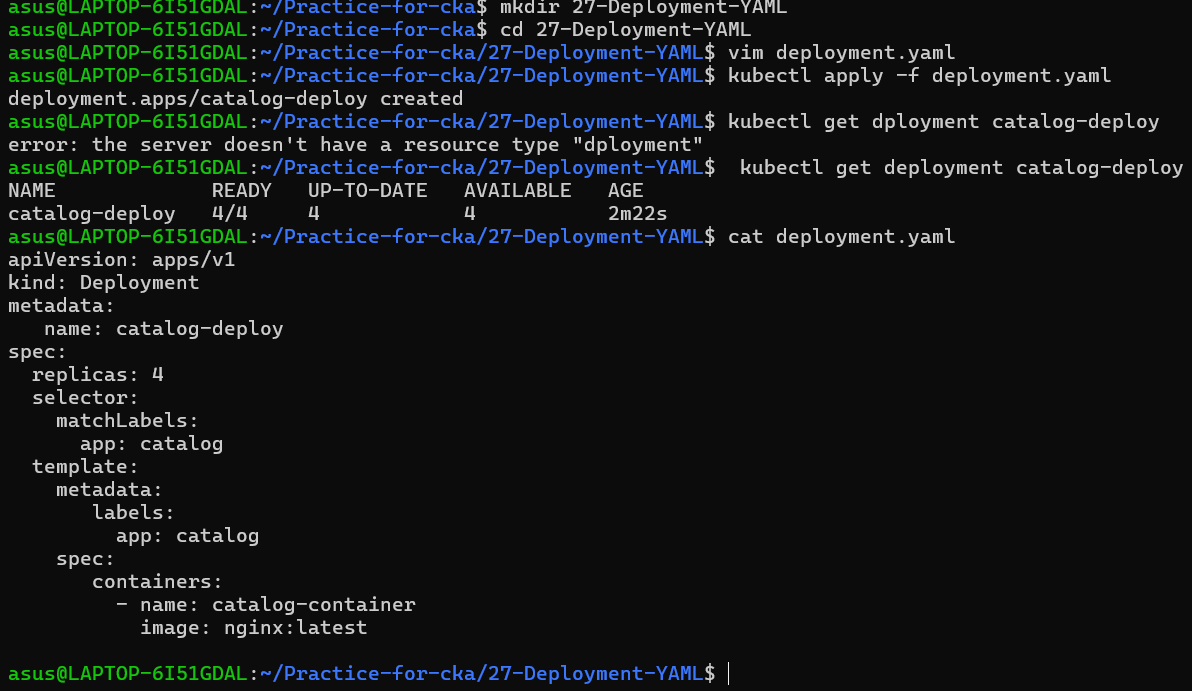 asus@LAPTOP-6I51GDAL:~/Practice-for-cka$ mkdir 27-Deployment-YAML
asus@LAPTOP-6I51GDAL:~/Practice-for-cka$ cd 27-Deployment-YAML
asus@LAPTOP-6I51GDAL:~/Practice-for-cka/27-Deployment-YAML$ vim deployment.yaml
asus@LAPTOP-6I51GDAL:~/Practice-for-cka/27-Deployment-YAML$ kubectl apply -f deployment.yaml
deployment.apps/catalog-deploy created
asus@LAPTOP-6I51GDAL:~/Practice-for-cka/27-Deployment-YAML$ kubectl get dployment catalog-deploy
error: the server doesn't have a resource type "dployment"
asus@LAPTOP-6I51GDAL:~/Practice-for-cka/27-Deployment-YAML$  kubectl get deployment catalog-deploy
NAME             READY   UP-TO-DATE   AVAILABLE   AGE
catalog-deploy   4/4     4            4           2m22s
asus@LAPTOP-6I51GDAL:~/Practice-for-cka/27-Deployment-YAML$ cat deployment.yaml
apiVersion: apps/v1
kind: Deployment
metadata:
   name: catalog-deploy
spec:
  replicas: 4
  selector:
    matchLabels:
      app: catalog
  template:
    metadata:
       labels:
         app: catalog
    spec:
       containers:
         - name: catalog-container
           image: nginx:latest

asus@LAPTOP-6I51GDAL:~/Practice-for-cka/27-Deployment-YAML$